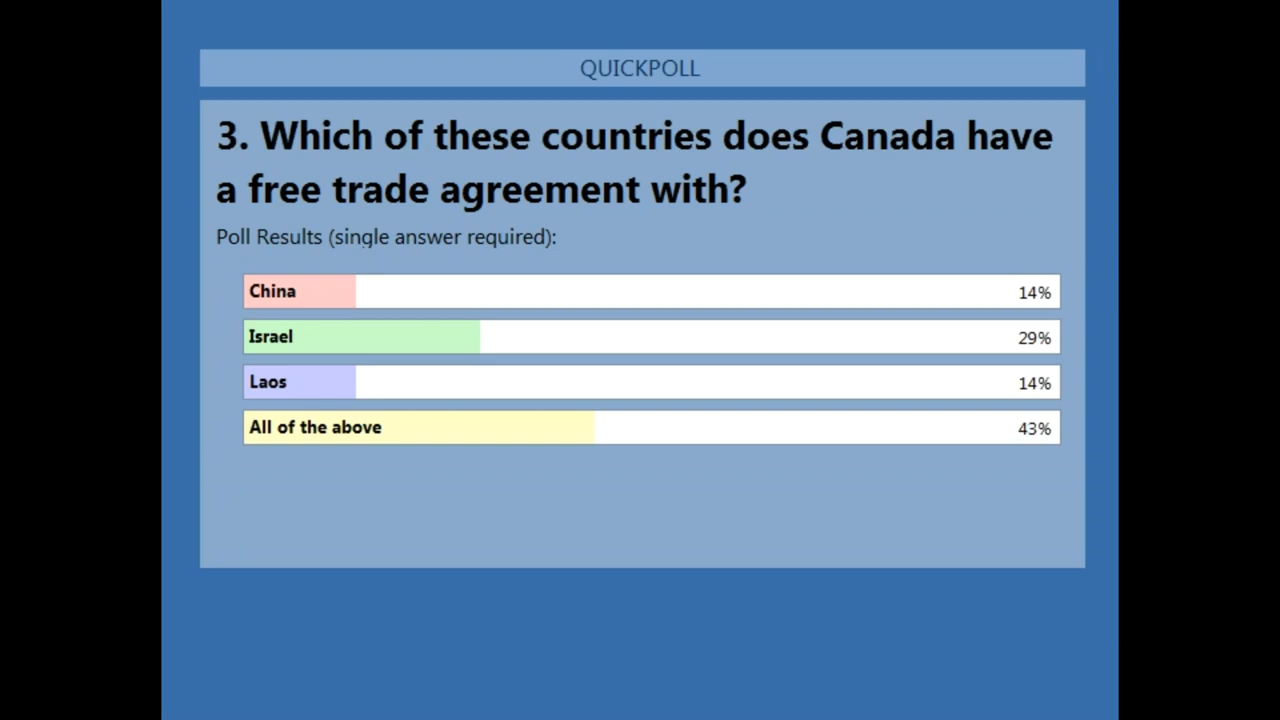 QUICKPOLL
3. Which of these countries does Canada have
a free trade agreement with?
Poll Results (single answer required):
China 14%
Israel 29%
Laos 14%
All of the above 43%